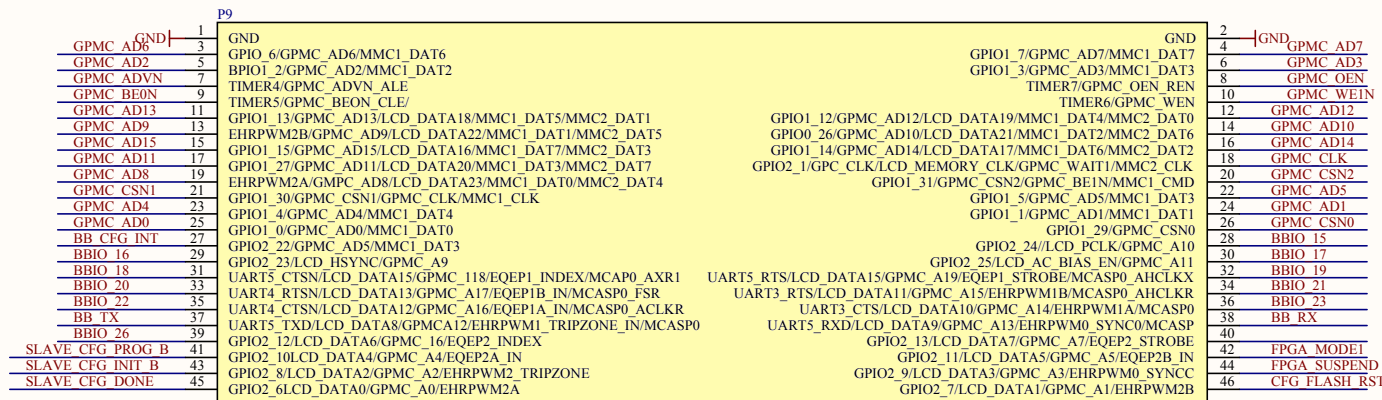 P9
GND 1 GND GND 2 GND
GPMC_AD6 3 GPIO_6/GPMC_AD6/MMC1_DAT6 GPIO1_7/GPMC_AD7/MMC1_DAT7 4 GPMC_AD7
GPMC_AD2 5 BPIO1_2/GPMC_AD2/MMC1_DAT2 GPIO1_3/GPMC_AD3/MMC1_DAT3 6 GPMC_AD3
GPMC_ADVN 7 TIMER4/GPMC_ADVN_ALE TIMER7/GPMC_OEN_REN 8 GPMC_OEN
GPMC_BE0N 9 TIMER5/GPMC_BEON_CLE/ TIMER6/GPMC_WEN 10 GPMC_WE1N
GPMC_AD13 11 GPIO1_13/GPMC_AD13/LCD_DATA18/MMC1_DAT5/MMC2_DAT1 GPIO1_12/GPMC_AD12/LCD_DATA19/MMC1_DAT4/MMC2_DAT0 12 GPMC_AD12
GPMC_AD9 13 EHRPWM2B/GPMC_AD9/LCD_DATA22/MMC1_DAT1/MMC2_DAT5 GPIO0_26/GPMC_AD10/LCD_DATA21/MMC1_DAT2/MMC2_DAT6 14 GPMC_AD10
GPMC_AD15 15 GPIO1_15/GPMC_AD15/LCD_DATA16/MMC1_DAT7/MMC2_DAT3 GPIO1_14/GPMC_AD14/LCD_DATA17/MMC1_DAT6/MMC2_DAT2 16 GPMC_AD14
GPMC_AD11 17 GPIO1_27/GPMC_AD11/LCD_DATA20/MMC1_DAT3/MMC2_DAT7 GPIO2_1/GPC_CLK/LCD_MEMORY_CLK/GPMC_WAIT1/MMC2_CLK 18 GPMC_CLK
GPMC_AD8 19 EHRPWM2A/GMPC_AD8/LCD_DATA23/MMC1_DAT0/MMC2_DAT4 GPIO1_31/GPMC_CSN2/GPMC_BE1N/MMC1_CMD 20 GPMC_CSN2
GPMC_CSN1 21 GPIO1_30/GPMC_CSN1/GPMC_CLK/MMC1_CLK GPIO1_5/GPMC_AD5/MMC1_DAT3 22 GPMC_AD5
GPMC_AD4 23 GPIO1_4/GPMC_AD4/MMC1_DAT4 GPIO1_1/GPMC_AD1/MMC1_DAT1 24 GPMC_AD1
GPMC_AD0 25 GPIO1_0/GPMC_AD0/MMC1_DAT0 GPIO1_29/GPMC_CSN0 26 GPMC_CSN0
BB_CFG_INT 27 GPIO2_22/GPMC_AD5/MMC1_DAT3 GPIO2_24//LCD_PCLK/GPMC_A10 28 BBIO_15
BBIO_16 29 GPIO2_23/LCD_HSYNC/GPMC_A9 GPIO2_25/LCD_AC_BIAS_EN/GPMC_A11 30 BBIO_17
BBIO_18 31 UART5_CTSN/LCD_DATA15/GPMC_118/EQEP1_INDEX/MCAP0_AXR1 UART5_RTS/LCD_DATA15/GPMC_A19/EQEP1_STROBE/MCASP0_AHCLKX 32 BBIO_19
BBIO_20 33 UART4_RTSN/LCD_DATA13/GPMC_A17/EQEP1B_IN/MCASP0_FSR UART3_RTS/LCD_DATA11/GPMC_A15/EHRPWM1B/MCASP0_AHCLKR 34 BBIO_21
BBIO_22 35 UART4_CTSN/LCD_DATA12/GPMC_A16/EQEP1A_IN/MCASP0_ACLKR UART3_CTS/LCD_DATA10/GPMC_A14/EHRWM1A/MCASP0 36 BBIO_23
BB_TX 37 UART5_TXD/LCD_DATA8/GPMCA12/EHRPWM1_TRIPZONE_IN/MCASP0 UART5_RXD/LCD_DATA9/GPMC_A13/EHRPWM0_SYNC0/MCASP 38 BB_RX
BBIO_26 39 GPIO2_12/LCD_DATA6/GPMC_16/EQEP2_INDEX GPIO2_13/LCD_DATA7/GPMC_A7/EQEP2_STROBE 40
SLAVE_CFG_PROG_B 41 GPIO2_10LCD_DATA4/GPMC_A4/EQEP2A_IN GPIO2_11/LCD_DATA5/GPMC_A5/EQEP2B_IN 42 FPGA_MODE1
SLAVE_CFG_INIT_B 43 GPIO2_8/LCD_DATA2/GPMC_A2/EHRPWM2_TRIPZONE GPIO2_9/LCD_DATA3/GPMC_A3/EHRPWM0_SYNCC 44 FPGA_SUSPEND
SLAVE_CFG_DONE 45 GPIO2_6LCD_DATA0/GPMC_A0/EHRPWM2A GPIO2_7/LCD_DATA1/GPMC_A1/EHRPWM2B 46 CFG_FLASH_RST